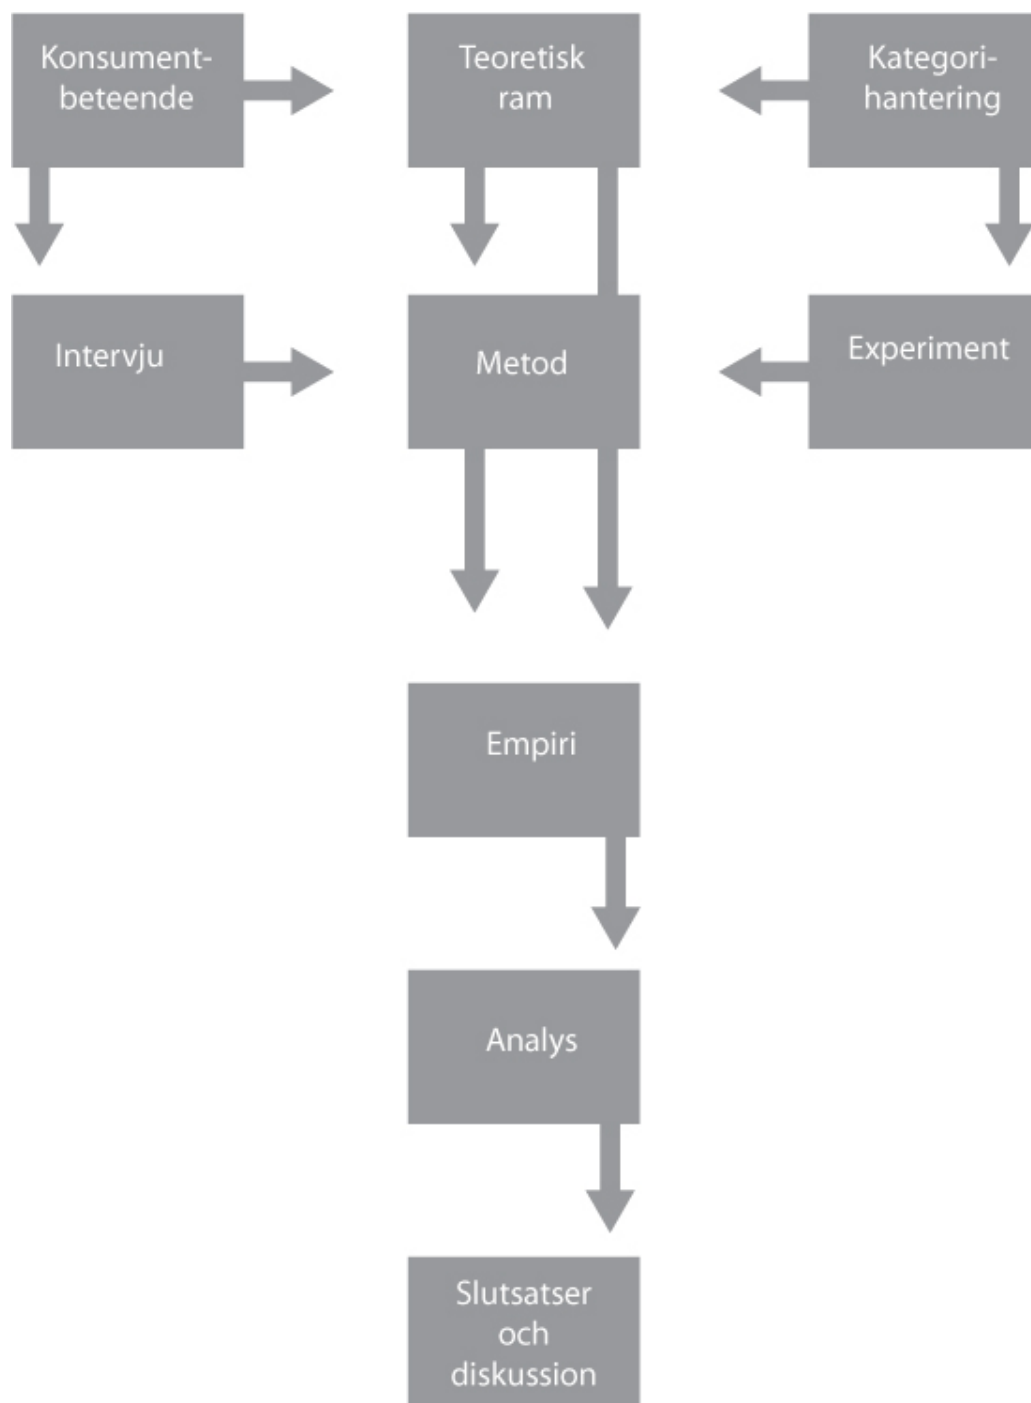 Konsument-
beteende
Teoretisk
ram
Kategori-
hantering
Intervju
Metod
Experiment
Empiri
Analys
Slutsatser
och
diskussion